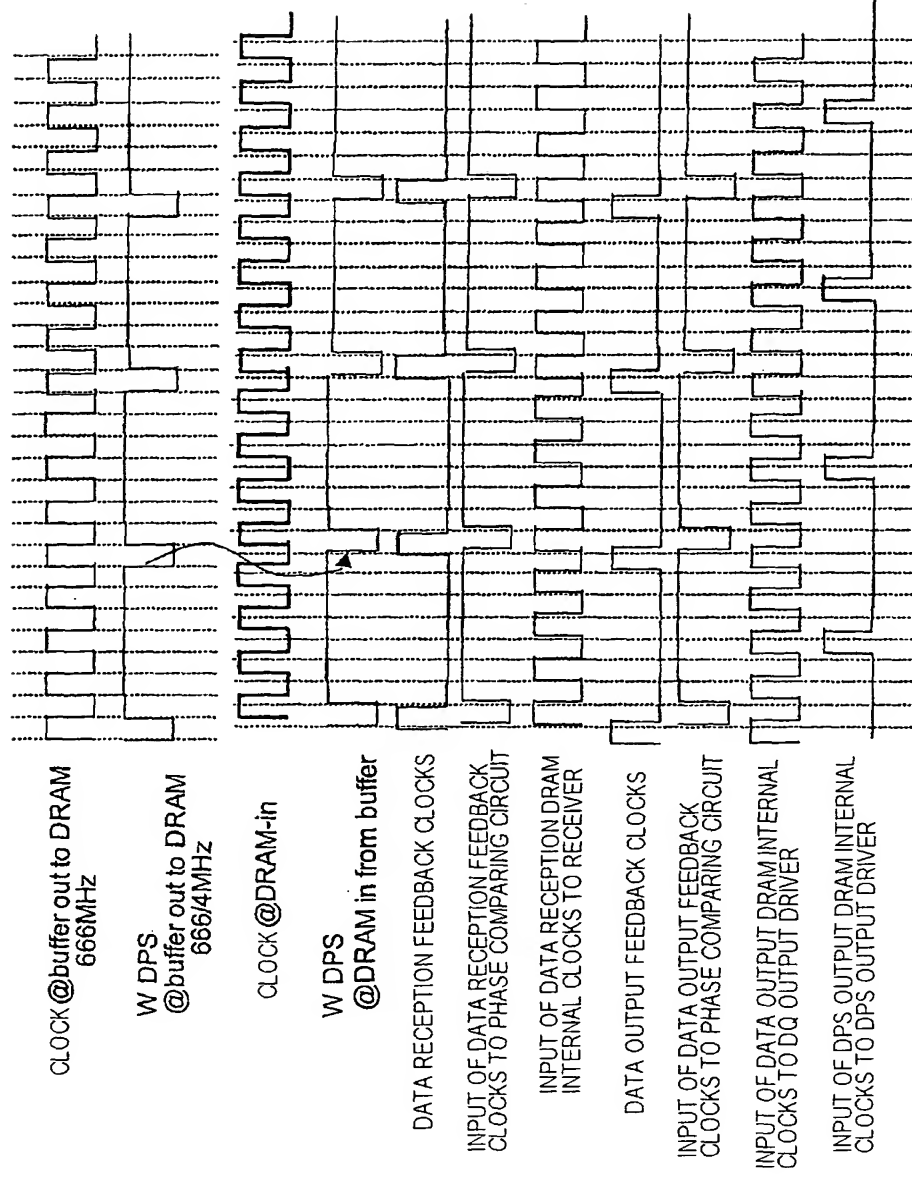 CLOCK@buffer out to DRAM
666MHz
W DPS
@buffer out to DRAM
666/4MHz
CLOCK@DRAM-in
W DPS
@DRAM in from buffer
DATA RECEPTION FEEDBACK CLOCKS
INPUT OF DATA RECEPTION FEEDBACK
CLOCKS TO PHASE COMPARING CIRCUIT
INPUT OF DATA RECEPTION DRAM
INTERNAL CLOCKS TO RECEIVER
DATA OUTPUT FEEDBACK CLOCKS
INPUT OF DATA OUTPUT FEEDBACK
CLOCKS TO PHASE COMPARING CIRCUIT
INPUT OF DATA OUTPUT DRAM INTERNAL
CLOCKS TO DQ OUTPUT DRIVER
INPUT OF DPS OUTPUT DRAM INTERNAL
CLOCKS TO DPS OUTPUT DRIVER